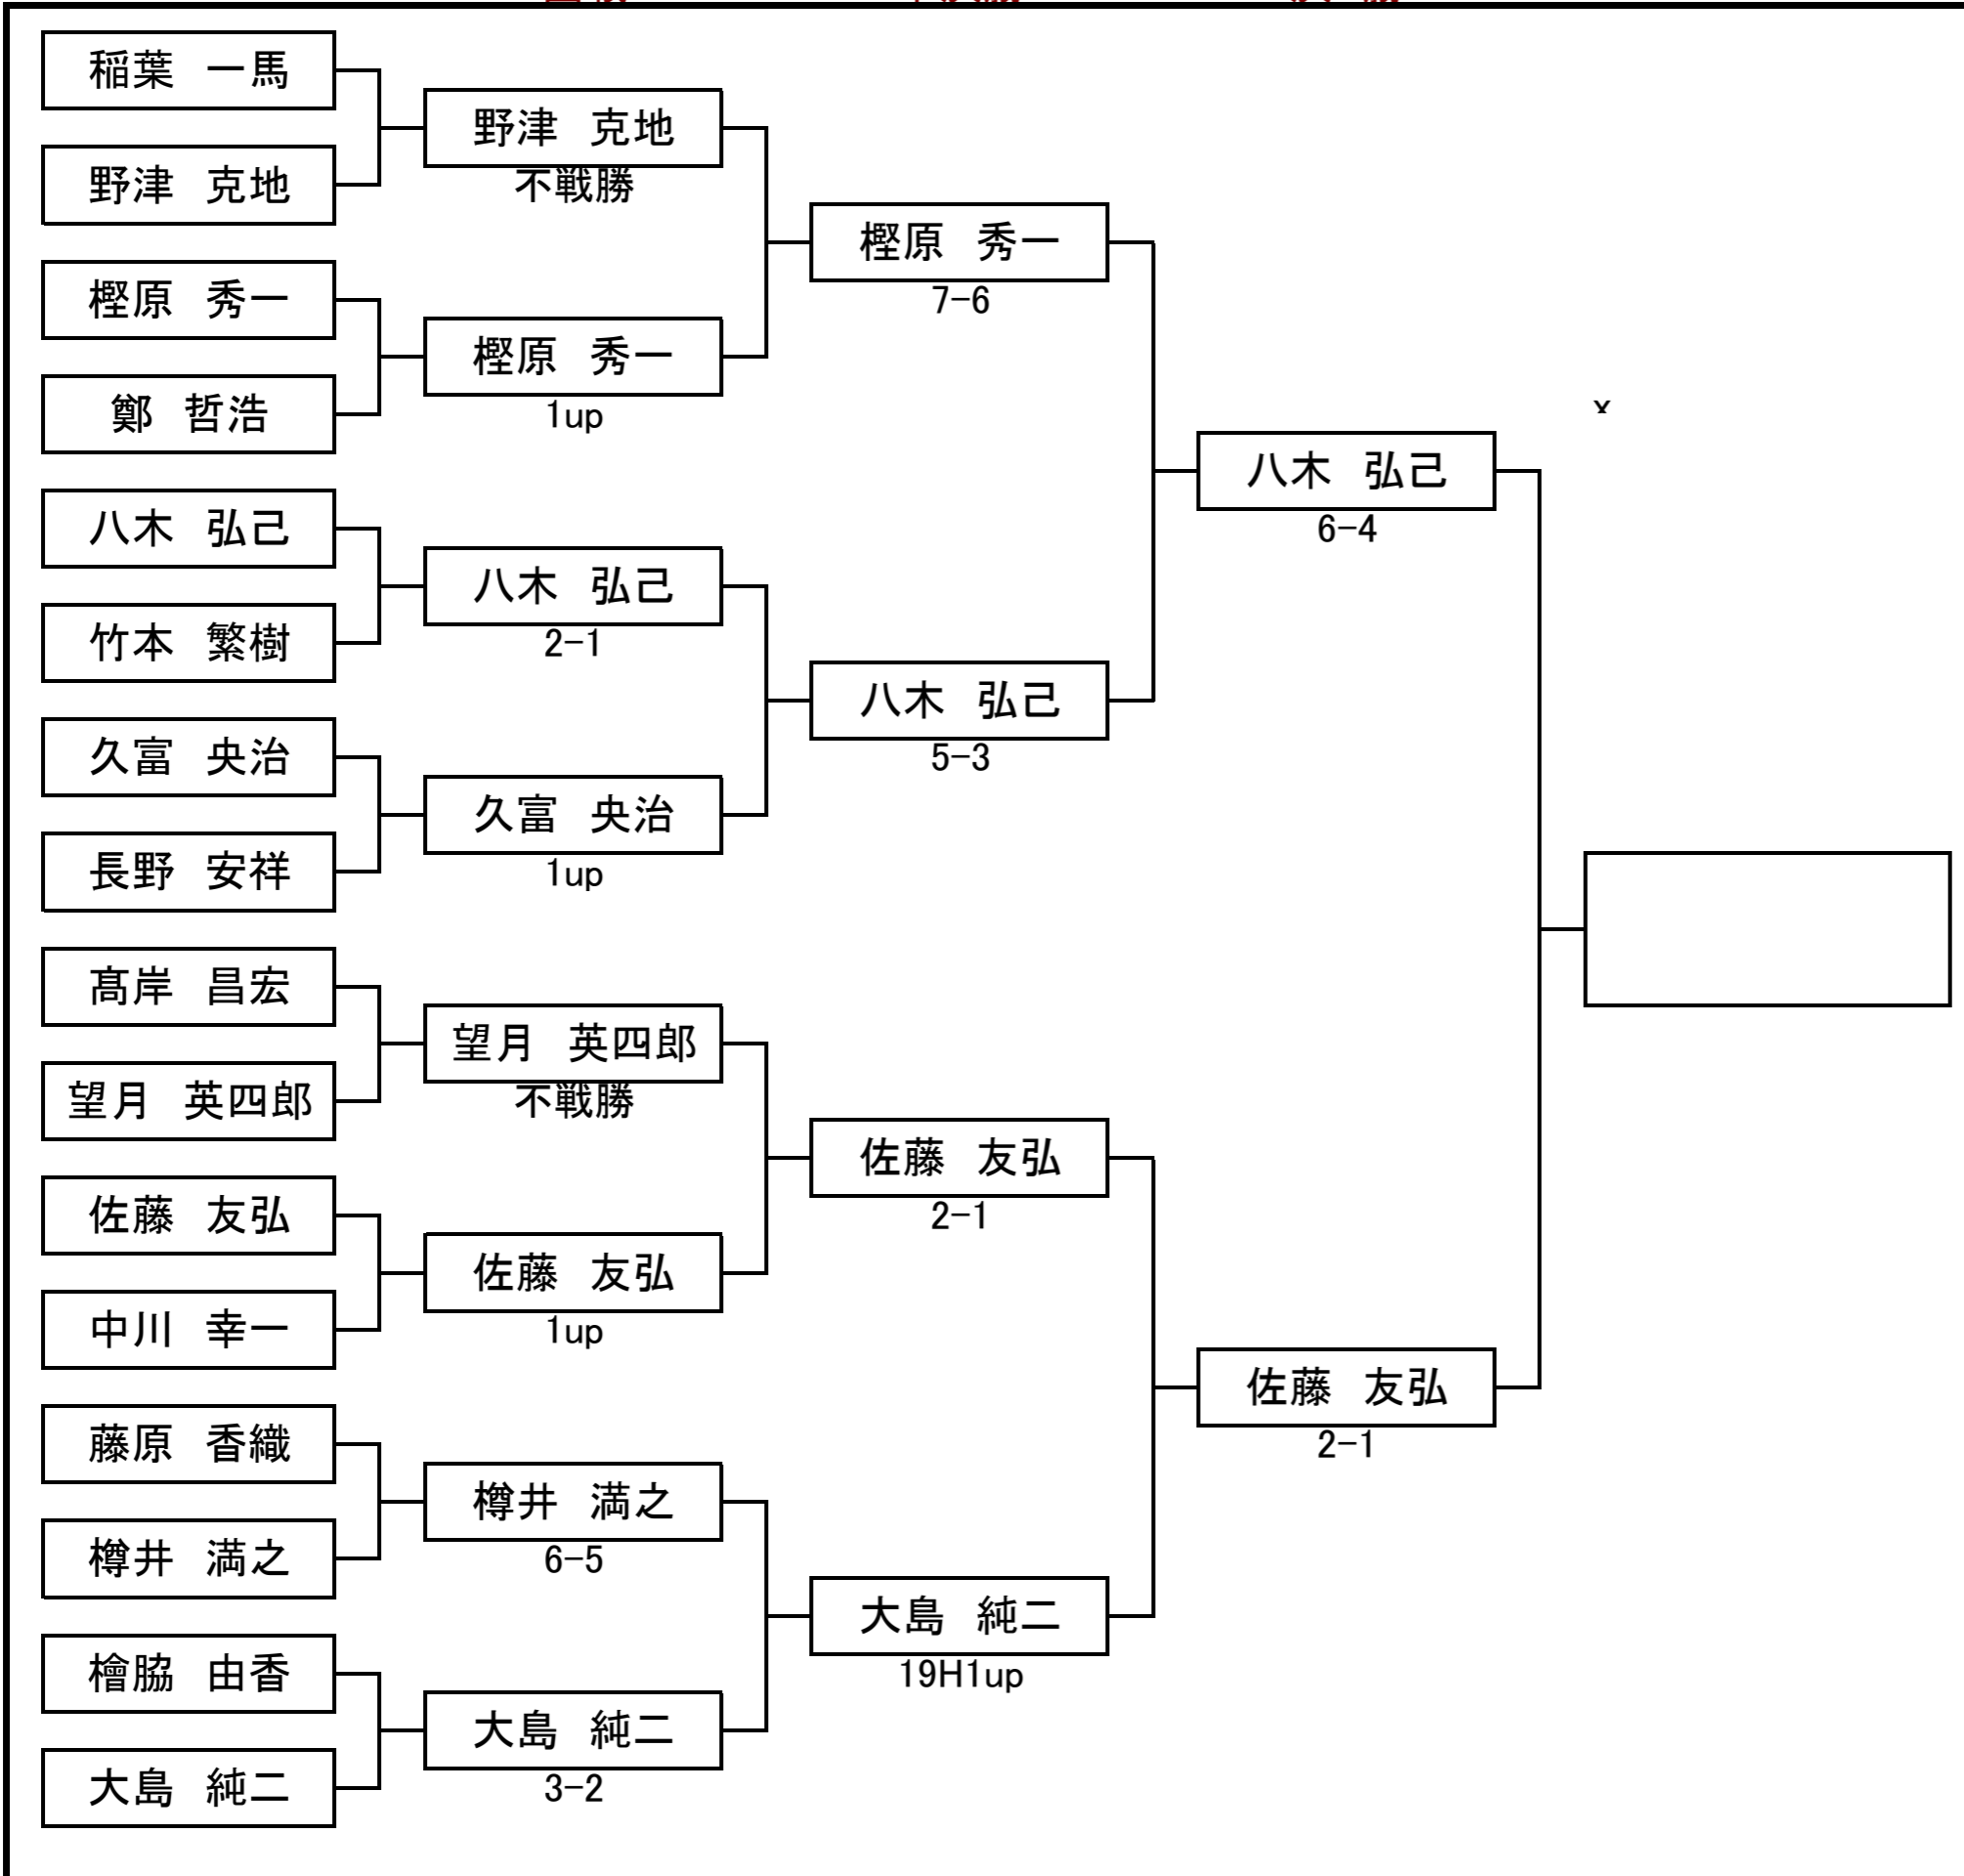 稲葉　一馬
野津　克地
樫原　秀一
鄭　哲浩
八木　弘己
竹本　繁樹
久富　央治
長野　安祥
髙岸　昌宏
望月　英四郎
佐藤　友弘
中川　幸一
藤原　香織
樽井　満之
檜脇　由香
大島　純二
野津　克地
不戦勝
樫原　秀一
1up
八木　弘己
2-1
久富　央治
1up
望月　英四郎
不戦勝
佐藤　友弘
1up
樽井　満之
6-5
大島　純二
3-2
樫原　秀一
7-6
八木　弘己
5-3
佐藤　友弘
2-1
大島　純二
19H1up
八木　弘己
6-4
佐藤　友弘
2-1
x